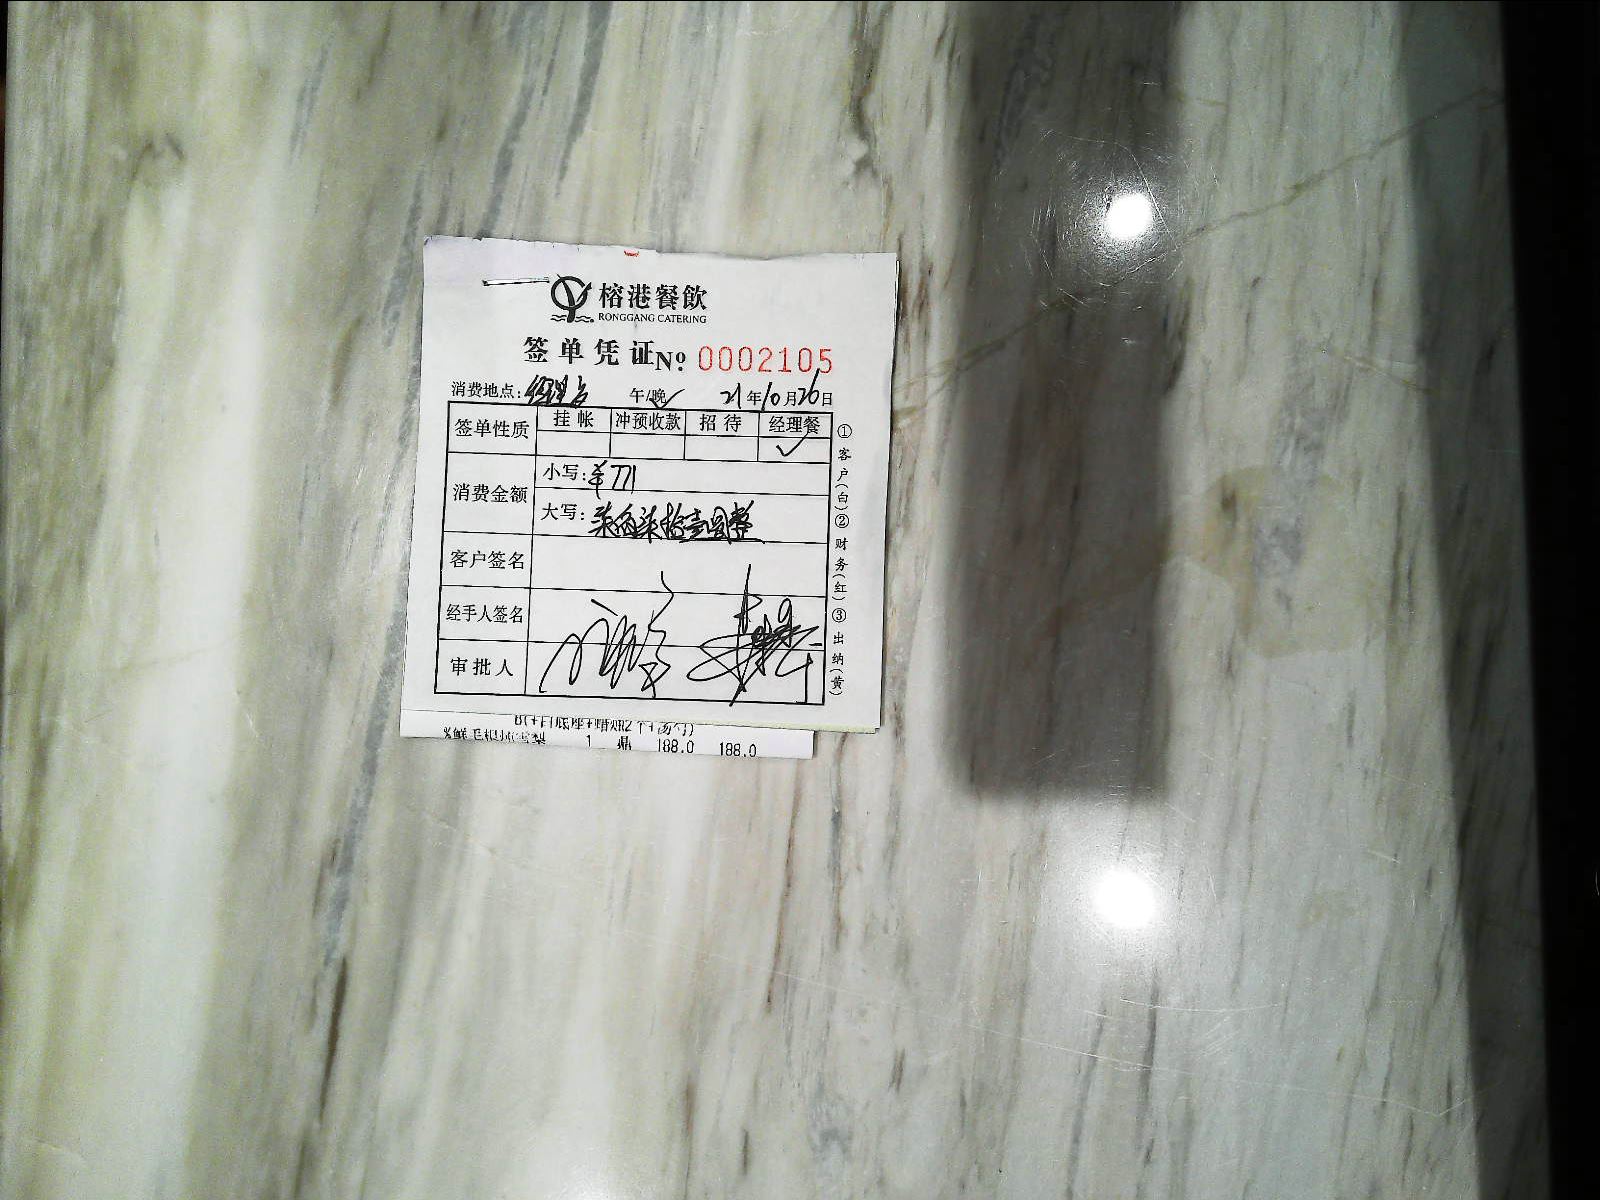 榕港餐飲
RONGGANG CATERING
签单凭证 Nº 0002105
消费地点: 午/晚 21年10月26日
签单性质 挂帐 冲预收款 招待 经理餐
✓
消费金额 小写:¥771
大写:柒佰柒拾壹圆整
客户签名
经手人签名
审批人
①客户(白)②财务(红)③出纳(黄)
1 鼎 188.0 188.0